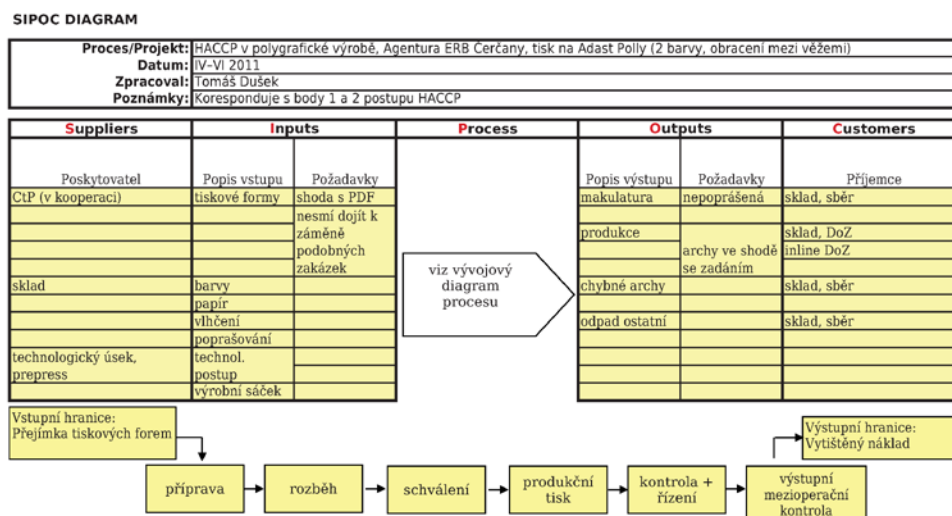 SIPOC DIAGRAM
Proces/Projekt: HACCP v polygrafické výrobě, Agentura ERB Čerčany, tisk na Adast Polly (2 barvy, obracení mezi věžemi)
Datum: IV–VI 2011
Zpracoval: Tomáš Dušek
Poznámky: Koresponduje s body 1 a 2 postupu HACCP
Suppliers Inputs Process Outputs Customers
Poskytovatel Popis vstupu Požadavky Popis výstupu Požadavky Příjemce
CtP (v kooperaci) tiskové formy shoda s PDF makulatura nepoprášená sklad, sběr
nesmí dojít k
záměně produkce sklad, DoZ
podobných archy ve shodě inline DoZ
zakázek se zadáním
viz vývojový
diagram
procesu
sklad barvy chybné archy sklad, sběr
papír
vlhčení odpad ostatní sklad, sběr
poprašování
technologický úsek, technol.
prepress postup
výrobní sáček
Vstupní hranice:
Přejímka tiskových forem
Výstupní hranice:
Vytištěný náklad
příprava
rozběh
schválení
produkční
tisk
kontrola +
řízení
výstupní
mezioperační
kontrola